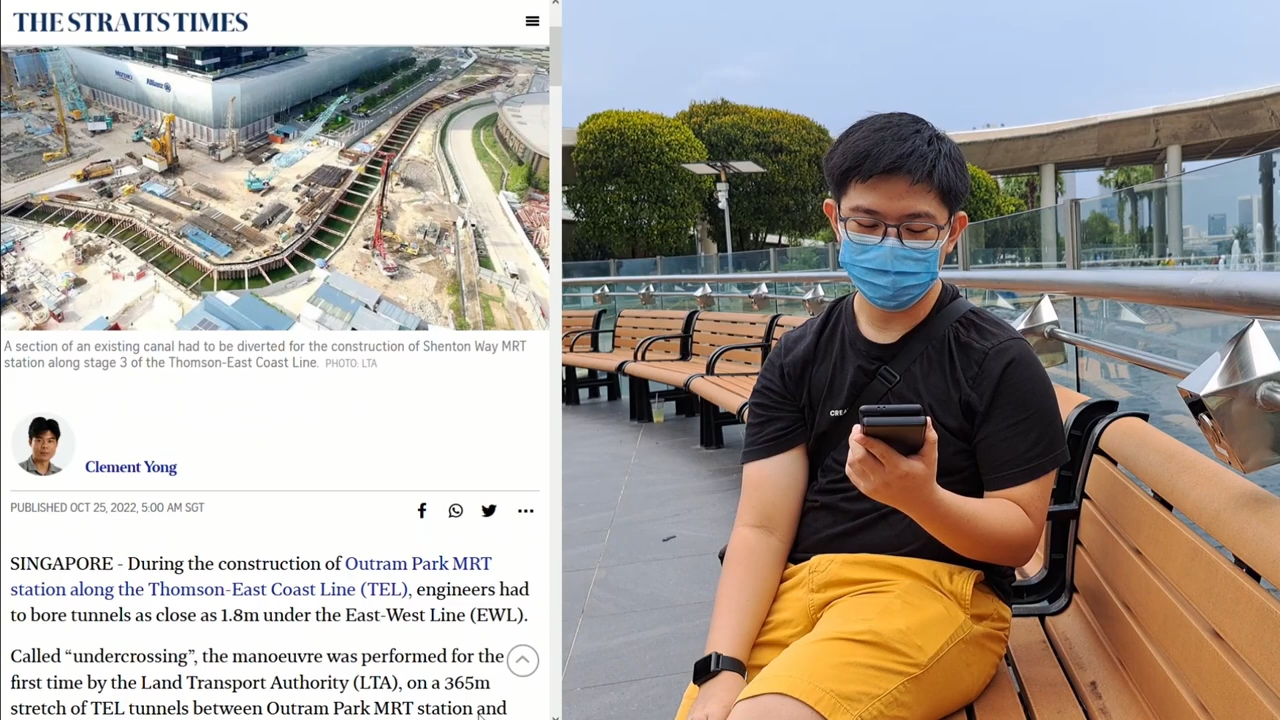 THE STRAITS TIMES
Allianz
A section of an existing canal had to be diverted for the construction of Shenton Way MRT
station along stage 3 of the Thomson-East Coast Line. PHOTO: LTA
Clement Yong
PUBLISHED OCT 25, 2022, 5:00 AM SGT
SINGAPORE - During the construction of Outram Park MRT
station along the Thomson-East Coast Line (TEL), engineers had
to bore tunnels as close as 1.8m under the East-West Line (EWL).
Called “undercrossing”, the manoeuvre was performed for the
first time by the Land Transport Authority (LTA), on a 365m
stretch of TEL tunnels between Outram Park MRT station and
CREA